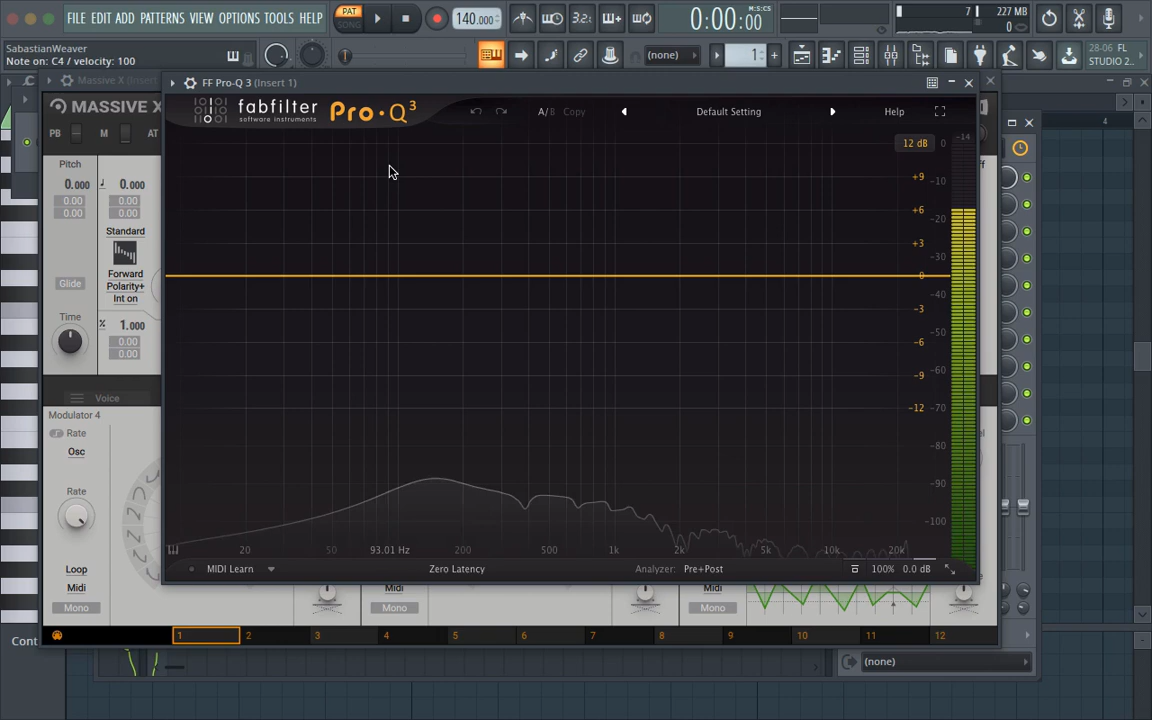 FILE EDIT ADD PATTERNS VIEW OPTIONS TOOLS HELP
PAT
SONG
140.000
3.2
0:00:00
M:S:CS
7
227 MB
0
SabastianWeaver
Note on: C4 / velocity: 100
(none)
1
28-06 FL
STUDIO 2..
Massive X (Insert
FF Pro-Q 3 (Insert 1)
MASSIVE X
fabfilter
software instruments
Pro·Q3
A/B Copy
Default Setting
Help
4
PB
M
AT
12 dB
0
-14
+9
-10
+6
-20
+3
-30
0
-40
-3
-50
-6
-60
-9
-12
-70
-80
-90
-100
Pitch
0.000
0.000
0.00
0.00
0.00
0.00
Standard
Forward
Polarity+
Int on
Glide
Time
%
1.000
0.00
0.00
Voice
Modulator 4
Rate
Osc
Rate
Loop
Midi
Mono
20
50
93.01 Hz
200
500
1k
2k
5k
10k
20k
MIDI Learn
Zero Latency
Analyzer: Pre+Post
100%
0.0 dB
Midi
Mono
Midi
Mono
1
2
3
4
5
6
7
8
9
10
11
12
Cont
(none)